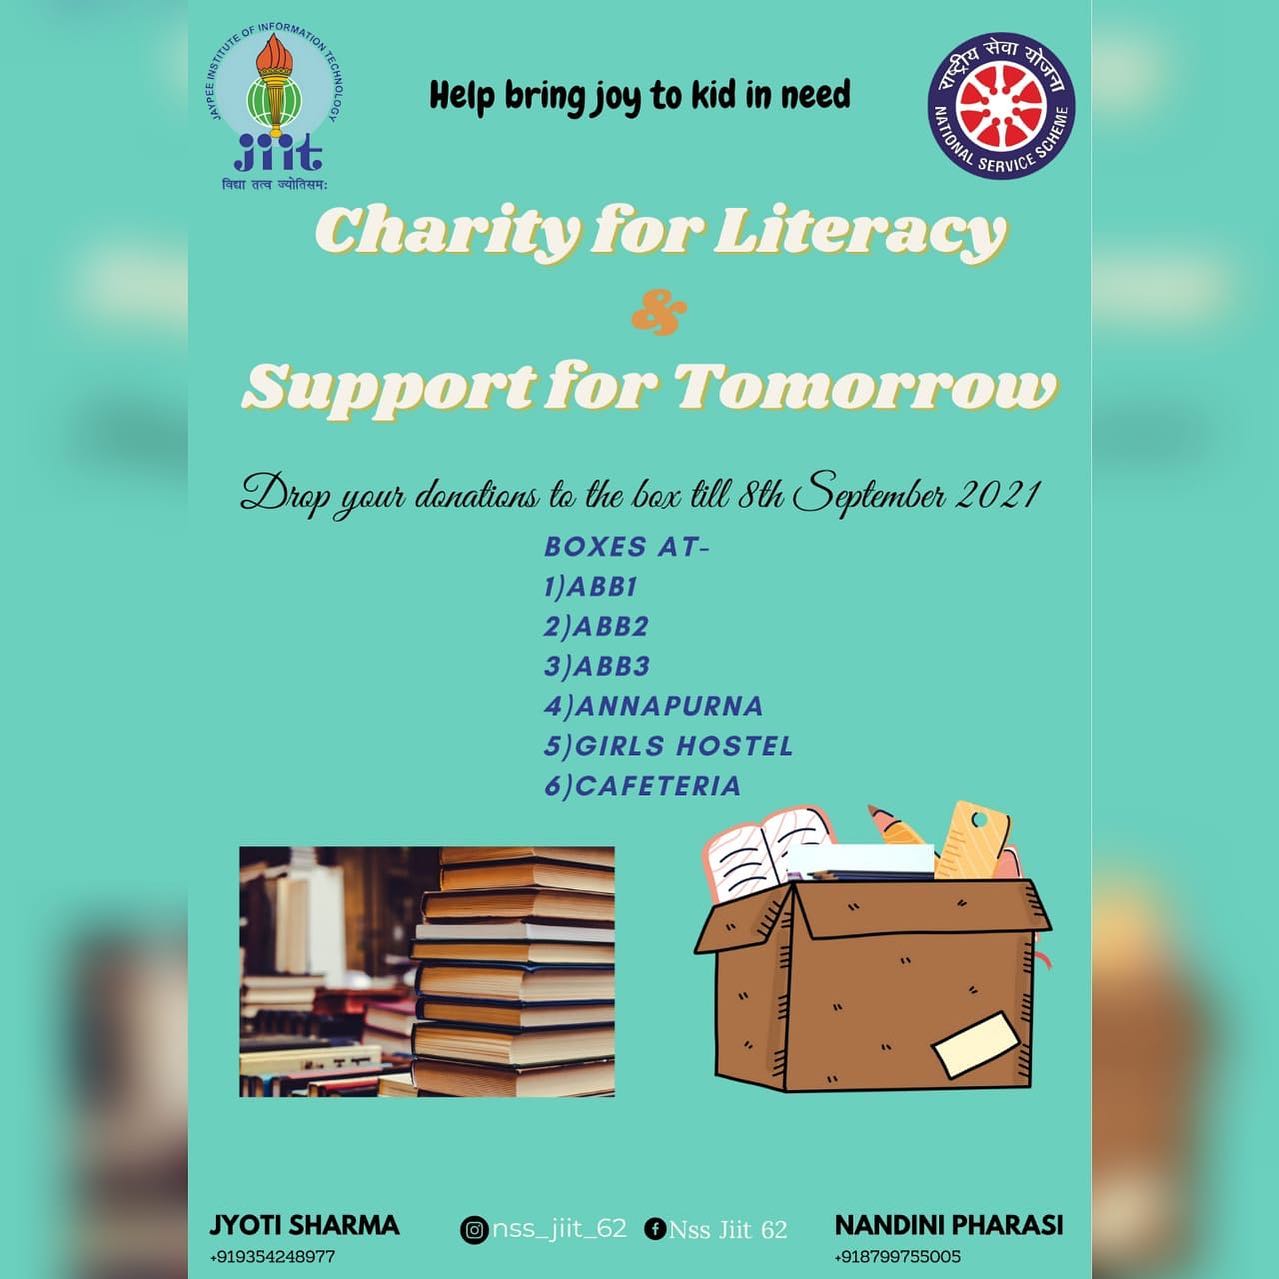 JAYPEE INSTITUTE OF INFORMATION TECHNOLOGY
jiit
विद्या तत्व ज्योतिसमः
Help bring joy to kid in need
राष्ट्रीय सेवा योजना
NATIONAL SERVICE SCHEME
Charity for Literacy
&
Support for Tomorrow
Drop your donations to the box till 8th September 2021
BOXES AT-
1)ABB1
2)ABB2
3)ABB3
4)ANNAPURNA
5)GIRLS HOSTEL
6)CAFETERIA
JYOTI SHARMA
+919354248977
nss_jiit_62
Nss Jiit 62
NANDINI PHARASI
+918799755005